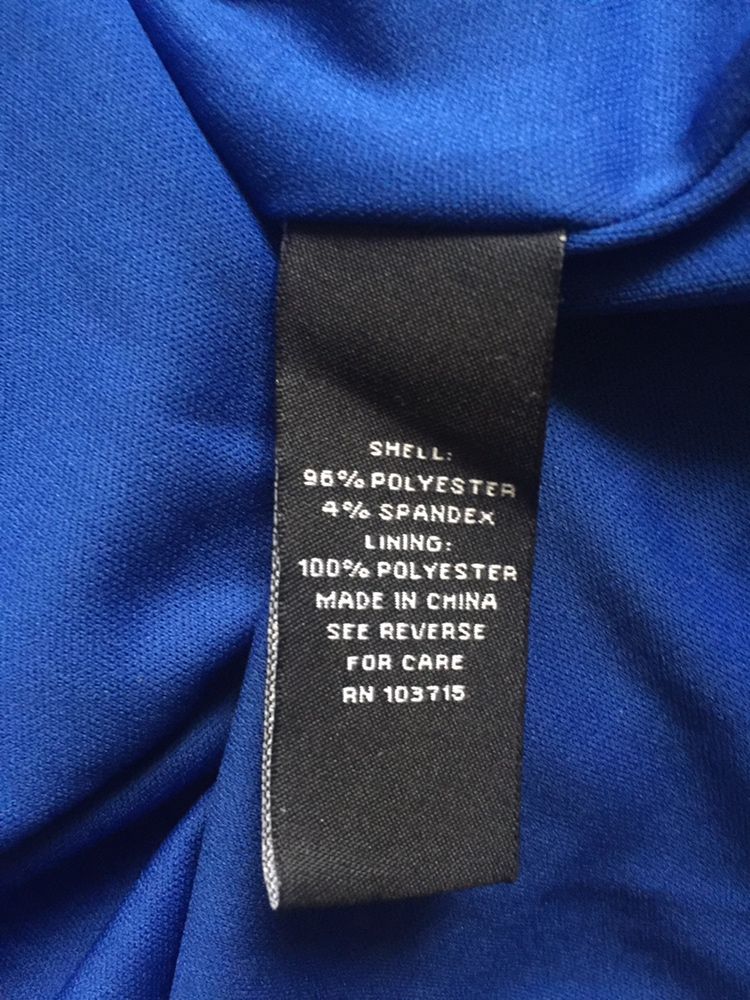 SHELL:
96% POLYESTER
4% SPANDEX
LINING:
100% POLYESTER
MADE IN CHINA
SEE REVERSE
FOR CARE
RN 103715